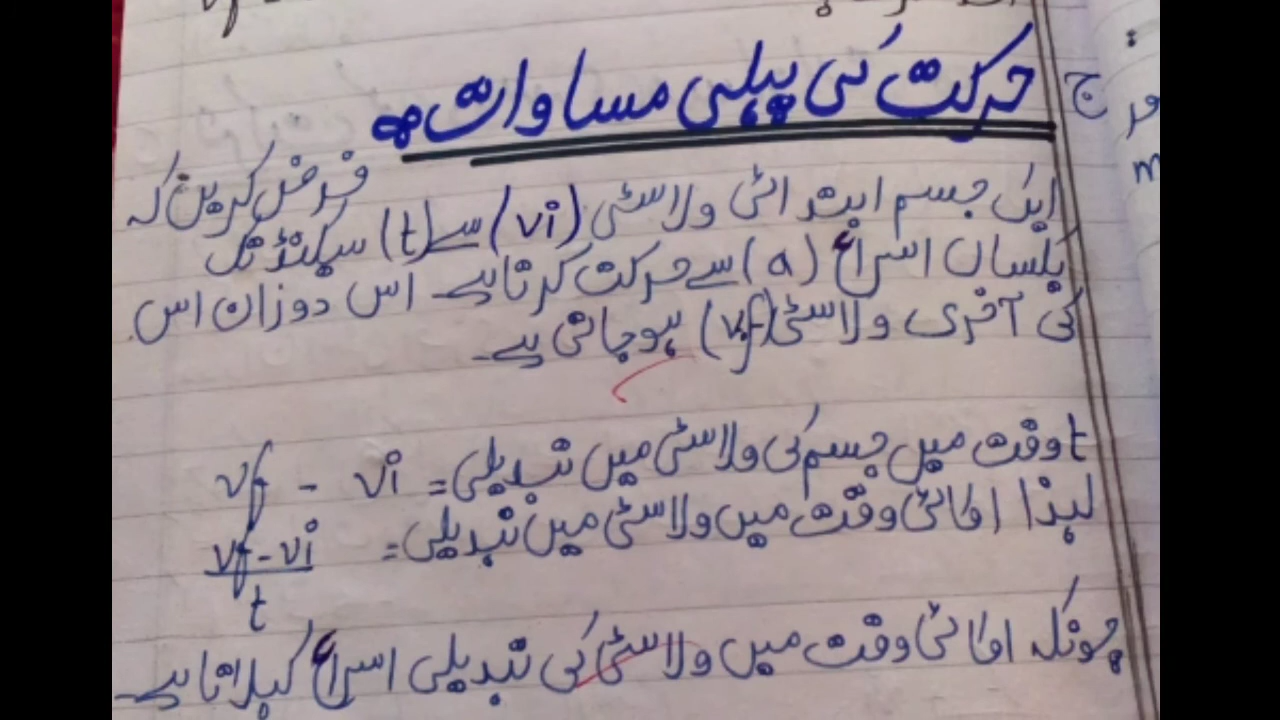 حرکت کی پہلی مساوات:-
ج
فرض کریں کہ
ایک جسم ابتدائی ولاسٹی (vi) سے (t) سیکنڈ تک
یکساں اسراع (a) سے حرکت کرتا ہے۔ اس دوران اس
کی آخری ولاسٹی (vf) ہو جاتی ہے۔
t وقت میں جسم کی ولاسٹی میں تبدیلی = vf - vi
لہذا اکائی وقت میں ولاسٹی میں تبدیلی = vf - vi / t
چونکہ اکائی وقت میں ولاسٹی کی تبدیلی اسراع کہلاتا ہے۔